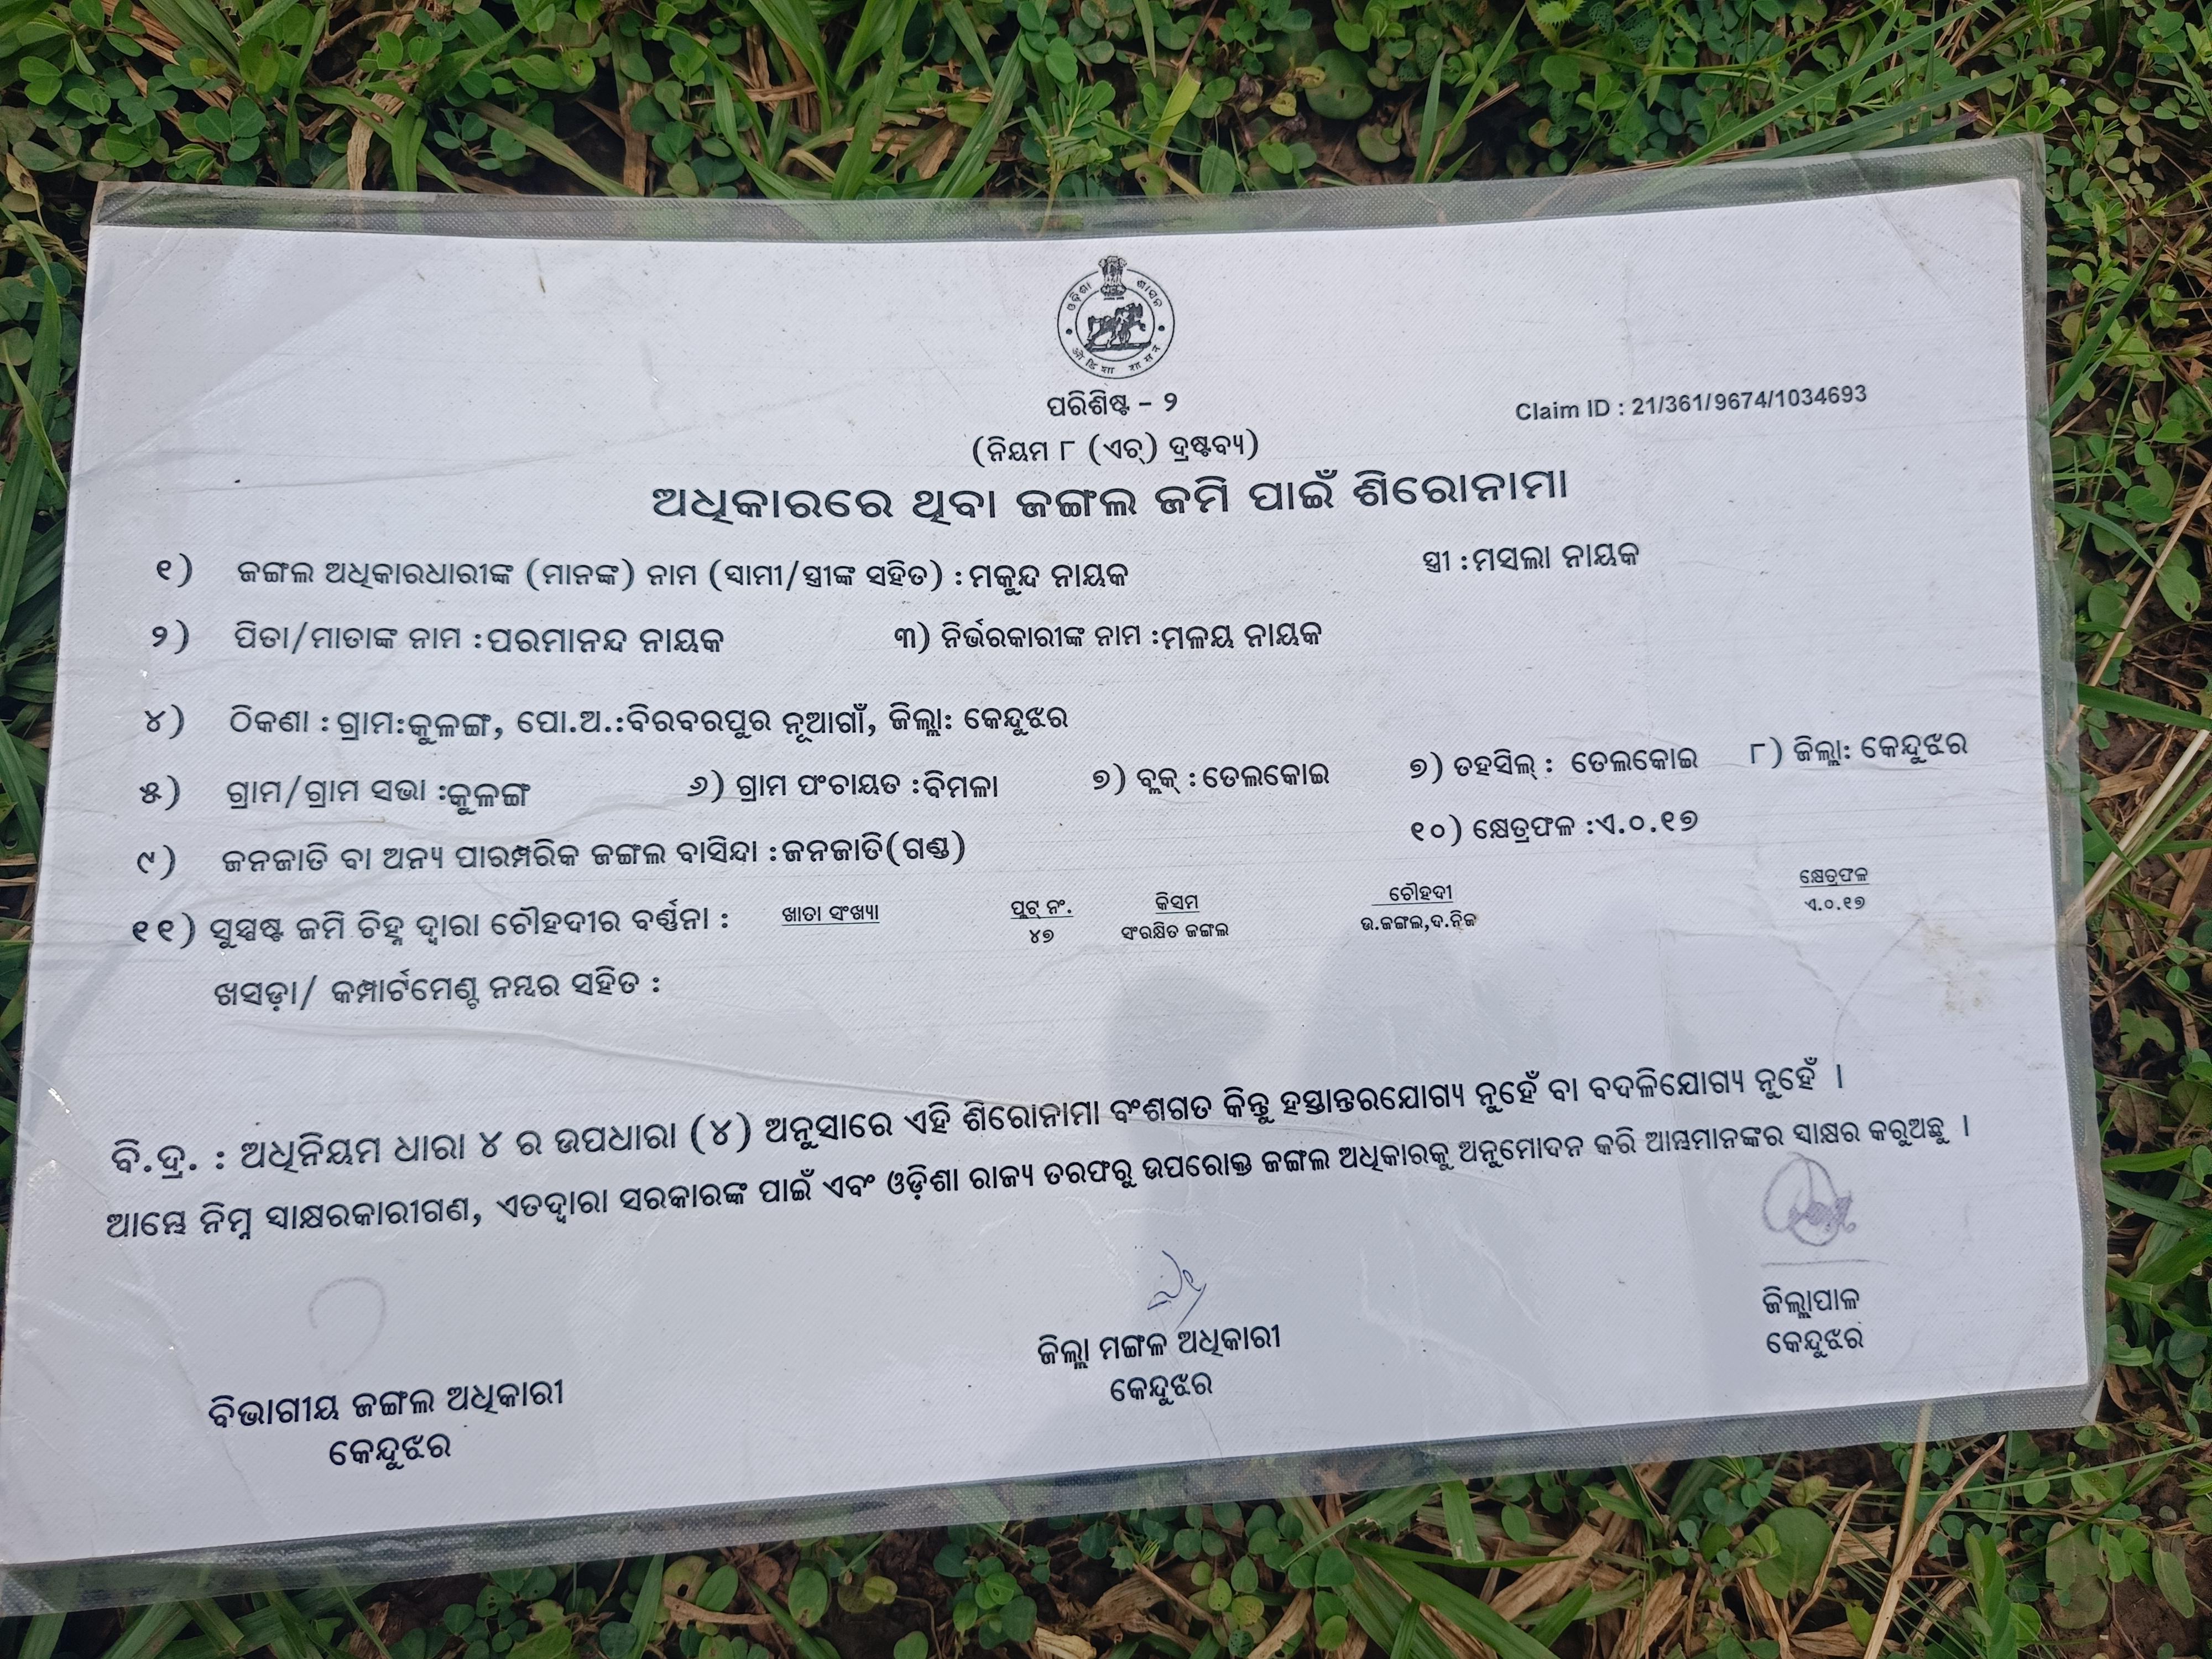 ଓଡ଼ିଶା ଶାସନ
ओडिशा शासन
ପରିଶିଷ୍ଟ - ୨
Claim ID : 21/361/9674/1034693
(ନିୟମ ୮ (ଏଚ୍) ଦ୍ରଷ୍ଟବ୍ୟ)
ଅଧିକାରରେ ଥିବା ଜଙ୍ଗଲ ଜମି ପାଇଁ ଶିରୋନାମା
୧) ଜଙ୍ଗଲ ଅଧିକାରଧାରୀଙ୍କ (ମାନଙ୍କ) ନାମ (ସ୍ୱାମୀ/ସ୍ତ୍ରୀଙ୍କ ସହିତ) : ମକୁନ୍ଦ ନାୟକ ସ୍ତ୍ରୀ : ମସଲା ନାୟକ
୨) ପିତା/ମାତାଙ୍କ ନାମ : ପରମାନନ୍ଦ ନାୟକ ୩) ନିର୍ଭରକାରୀଙ୍କ ନାମ : ମଳୟ ନାୟକ
୪) ଠିକଣା : ଗ୍ରାମ: କୁଳଙ୍ଗ, ପୋ.ଅ.: ବିରବରପୁର ନୂଆଗାଁ, ଜିଲ୍ଲା: କେନ୍ଦୁଝର
୫) ଗ୍ରାମ/ଗ୍ରାମ ସଭା : କୁଳଙ୍ଗ ୬) ଗ୍ରାମ ପଂଚାୟତ : ବିମଳା ୭) ବ୍ଲକ୍ : ତେଲକୋଇ ୭) ତହସିଲ୍ : ତେଲକୋଇ ୮) ଜିଲ୍ଲା: କେନ୍ଦୁଝର
୯) ଜନଜାତି ବା ଅନ୍ୟ ପାରମ୍ପରିକ ଜଙ୍ଗଲ ବାସିନ୍ଦା : ଜନଜାତି(ଗଣ୍ଡ) ୧୦) କ୍ଷେତ୍ରଫଳ : ଏ.୦.୧୭
୧୧) ସୁସ୍ପଷ୍ଟ ଜମି ଚିହ୍ନ ଦ୍ୱାରା ଚୌହଦୀର ବର୍ଣ୍ଣନା : ଖାତା ସଂଖ୍ୟା ପ୍ଲଟ୍ ନଂ. କିସମ ଚୌହଦୀ କ୍ଷେତ୍ରଫଳ
୪୭ ସଂରକ୍ଷିତ ଜଙ୍ଗଲ ଉ.ଜଙ୍ଗଲ,ଦ.ନିଜ ଏ.୦.୧୭
ଖସଡ଼ା/ କମ୍ପାର୍ଟମେଣ୍ଟ ନମ୍ବର ସହିତ :
ବି.ଦ୍ର. : ଅଧିନିୟମ ଧାରା ୪ ର ଉପଧାରା (୪) ଅନୁସାରେ ଏହି ଶିରୋନାମା ବଂଶଗତ କିନ୍ତୁ ହସ୍ତାନ୍ତରଯୋଗ୍ୟ ନୁହେଁ ବା ବଦଳିଯୋଗ୍ୟ ନୁହେଁ ।
ଆମ୍ଭେ ନିମ୍ନ ସ୍ୱାକ୍ଷରକାରୀଗଣ, ଏତଦ୍ୱାରା ସରକାରଙ୍କ ପାଇଁ ଏବଂ ଓଡ଼ିଶା ରାଜ୍ୟ ତରଫରୁ ଉପରୋକ୍ତ ଜଙ୍ଗଲ ଅଧିକାରକୁ ଅନୁମୋଦନ କରି ଆମ୍ଭମାନଙ୍କର ସ୍ୱାକ୍ଷର କରୁଅଛୁ ।
ବିଭାଗୀୟ ଜଙ୍ଗଲ ଅଧିକାରୀ
କେନ୍ଦୁଝର
ଜିଲ୍ଲା ମଙ୍ଗଳ ଅଧିକାରୀ
କେନ୍ଦୁଝର
ଜିଲ୍ଲାପାଳ
କେନ୍ଦୁଝର